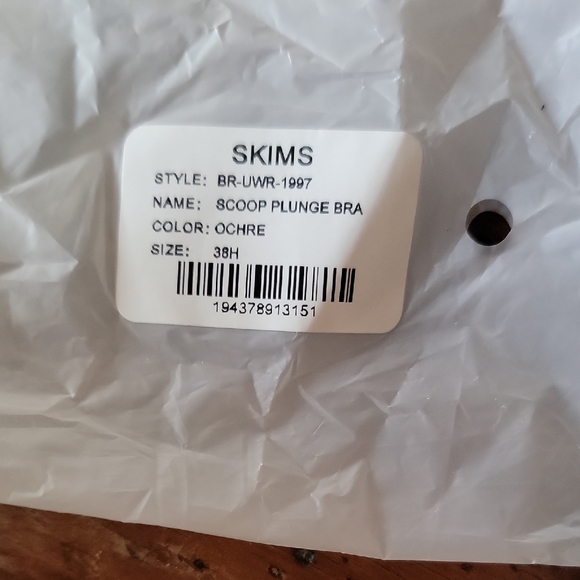 SKIMS
STYLE: BR-UWR-1997
NAME: SCOOP PLUNGE BRA
COLOR: OCHRE
SIZE: 38H
194378913151